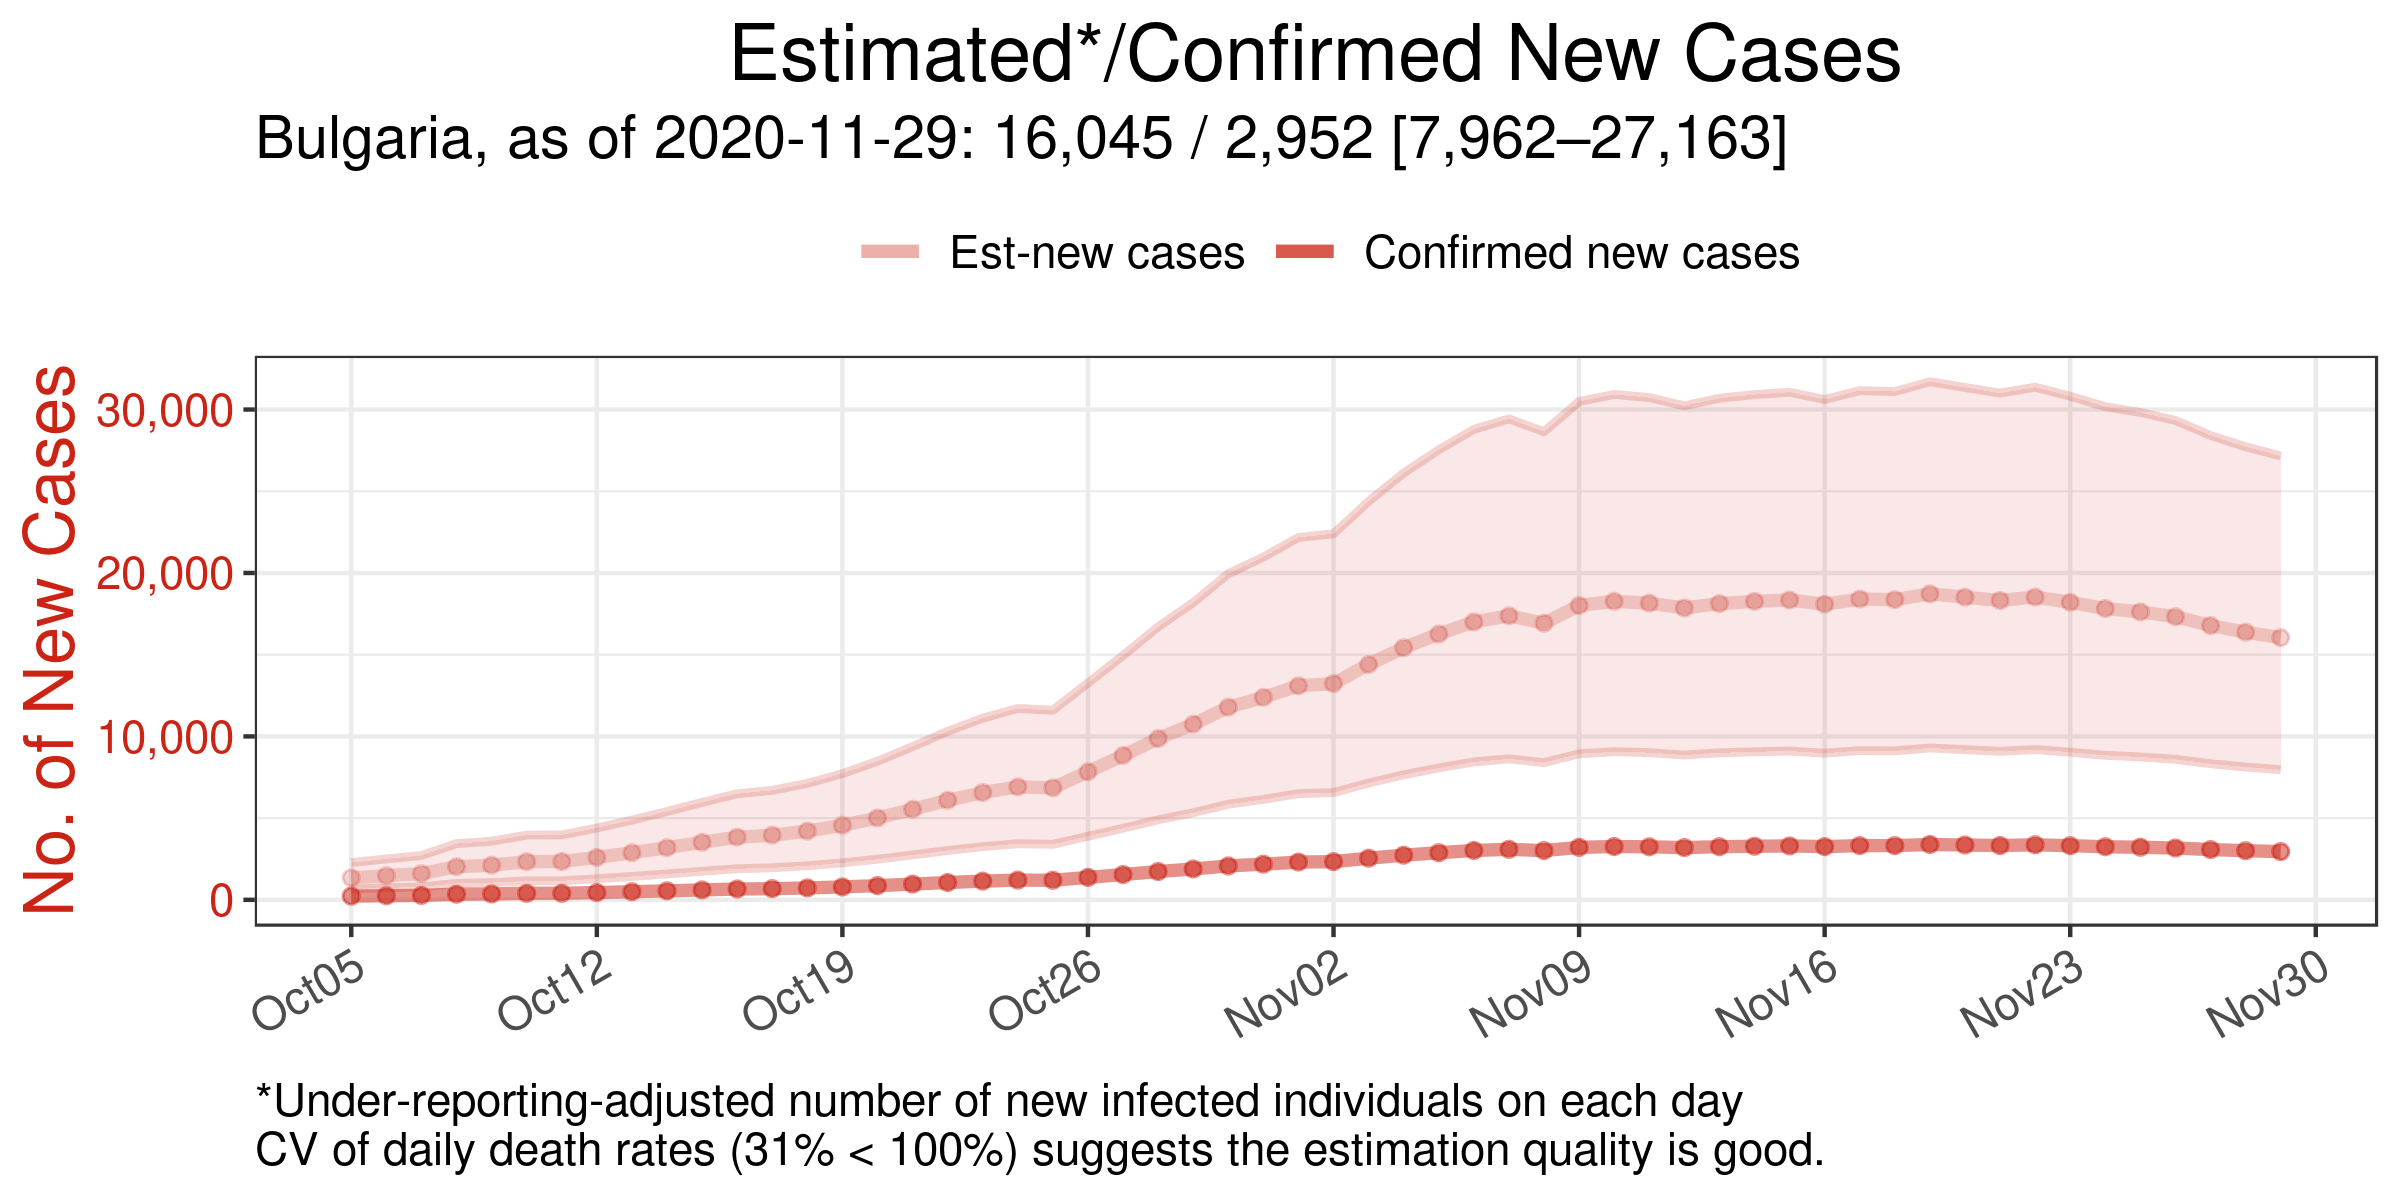 Estimated*/Confirmed New Cases
Bulgaria, as of 2020-11-29: 16,045 / 2,952 [7,962–27,163]
Est-new cases
Confirmed new cases
No. of New Cases
30,000
20,000
10,000
0
Oct05
Oct12
Oct19
Oct26
Nov02
Nov09
Nov16
Nov23
Nov30
*Under-reporting-adjusted number of new infected individuals on each day
CV of daily death rates (31% < 100%) suggests the estimation quality is good.